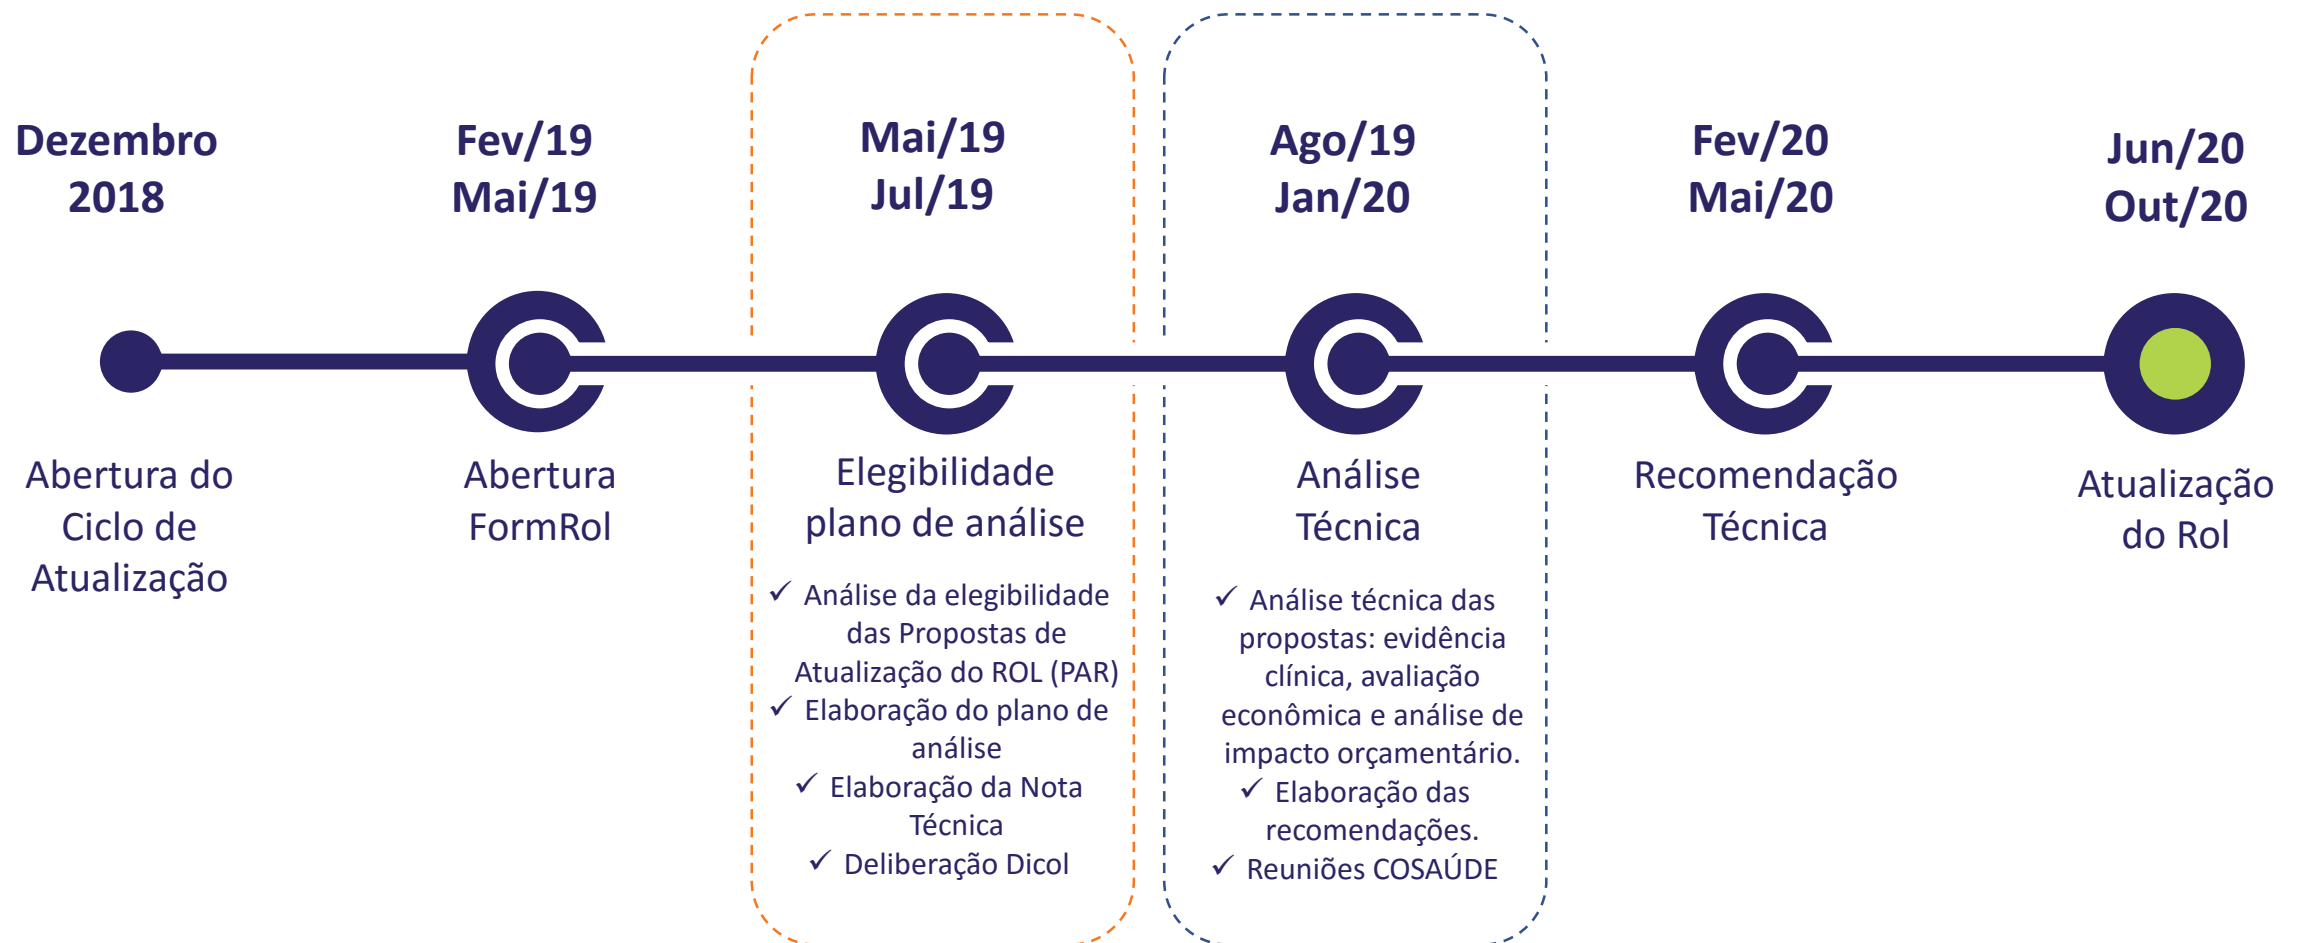 Dezembro
2018
Abertura do
Ciclo de
Atualização
Fev/19
Mai/19
Abertura
FormRol
Mai/19
Jul/19
Elegibilidade
plano de análise
✓ Análise da elegibilidade
das Propostas de
Atualização do ROL (PAR)
✓ Elaboração do plano de
análise
✓ Elaboração da Nota
Técnica
✓ Deliberação Dicol
Ago/19
Jan/20
Análise
Técnica
✓ Análise técnica das
propostas: evidência
clínica, avaliação
econômica e análise de
impacto orçamentário.
✓ Elaboração das
recomendações.
✓ Reuniões COSAÚDE
Fev/20
Mai/20
Recomendação
Técnica
Jun/20
Out/20
Atualização
do Rol